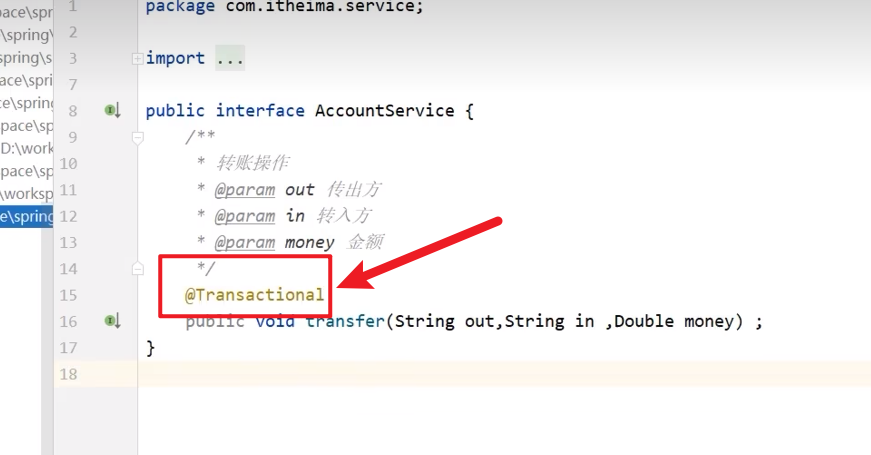 pace\spr
\spring
spring\s
ace\spri
ce\spring
pace\sp
D:\work
pace\sp
\worksp
e\spring
1 package com.itheima.service;
2
3 import ...
7
8 public interface AccountService {
9 /**
10 * 转账操作
11 * @param out 传出方
12 * @param in 转入方
13 * @param money 金额
14 */
15 @Transactional
16 public void transfer(String out,String in ,Double money) ;
17 }
18